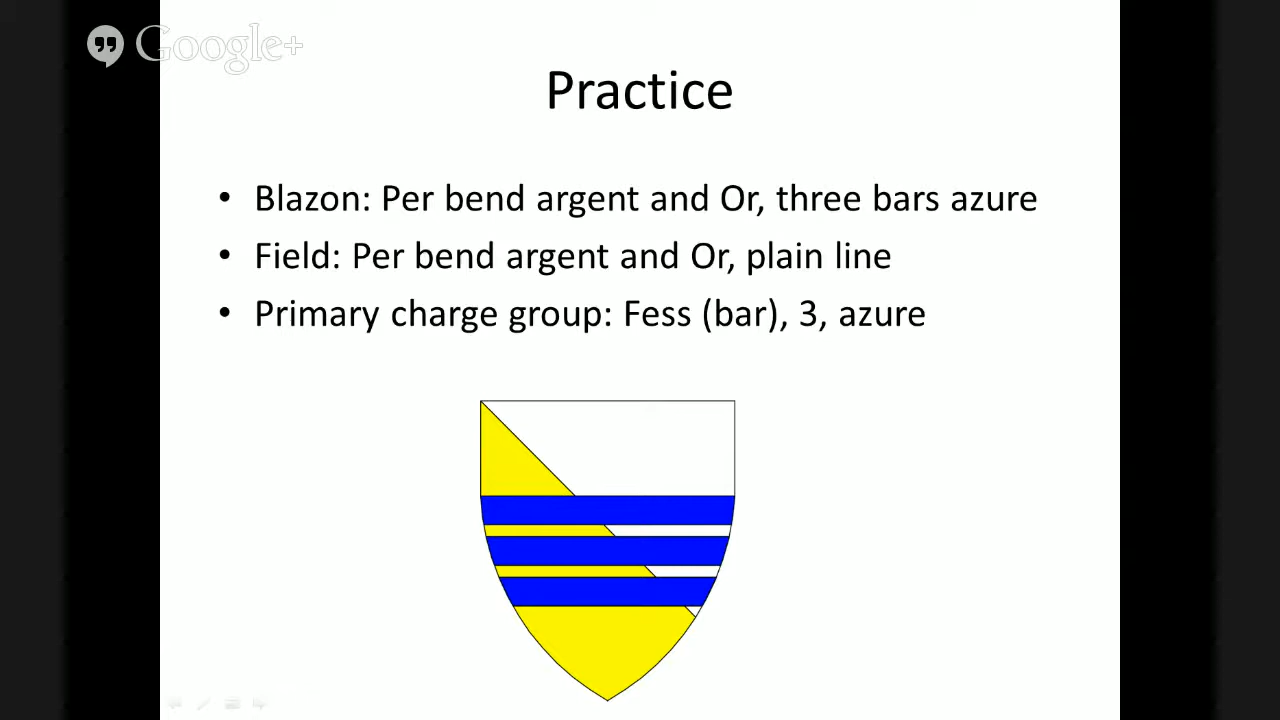 Google+
Practice
• Blazon: Per bend argent and Or, three bars azure
• Field: Per bend argent and Or, plain line
• Primary charge group: Fess (bar), 3, azure